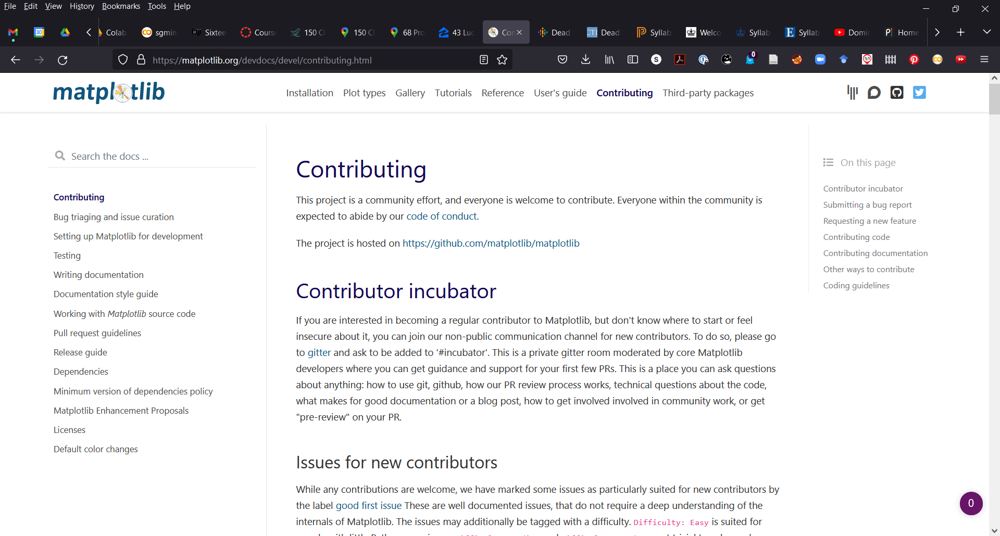 File Edit View History Bookmarks Tools Help
Colab sgmin Sixtee Course 150 Cl 150 Cl 68 Pro 43 Luc Con Dead CTL Dead Syllab Welco Syllab Syllab Domin Home
https://matplotlib.org/devdocs/devel/contributing.html
matplotlib
Installation Plot types Gallery Tutorials Reference User's guide Contributing Third-party packages
Search the docs ...
Contributing
Bug triaging and issue curation
Setting up Matplotlib for development
Testing
Writing documentation
Documentation style guide
Working with Matplotlib source code
Pull request guidelines
Release guide
Dependencies
Minimum version of dependencies policy
Matplotlib Enhancement Proposals
Licenses
Default color changes
Contributing
This project is a community effort, and everyone is welcome to contribute. Everyone within the community is
expected to abide by our code of conduct.
The project is hosted on https://github.com/matplotlib/matplotlib
Contributor incubator
If you are interested in becoming a regular contributor to Matplotlib, but don't know where to start or feel
insecure about it, you can join our non-public communication channel for new contributors. To do so, please go
to gitter and ask to be added to '#incubator'. This is a private gitter room moderated by core Matplotlib
developers where you can get guidance and support for your first few PRs. This is a place you can ask questions
about anything: how to use git, github, how our PR review process works, technical questions about the code,
what makes for good documentation or a blog post, how to get involved involved in community work, or get
"pre-review" on your PR.
Issues for new contributors
While any contributions are welcome, we have marked some issues as particularly suited for new contributors by
the label good first issue These are well documented issues, that do not require a deep understanding of the
internals of Matplotlib. The issues may additionally be tagged with a difficulty. Difficulty: Easy is suited for
On this page
Contributor incubator
Submitting a bug report
Requesting a new feature
Contributing code
Contributing documentation
Other ways to contribute
Coding guidelines
0